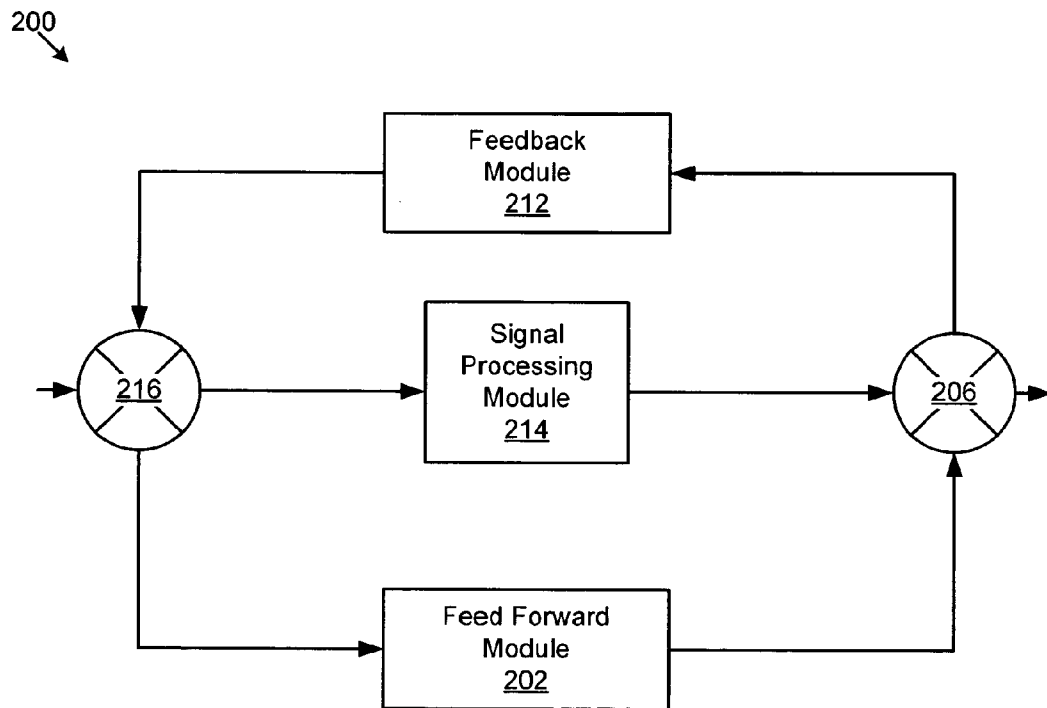 200
Feedback
Module
212
Signal
Processing
Module
214
216
206
Feed Forward
Module
202